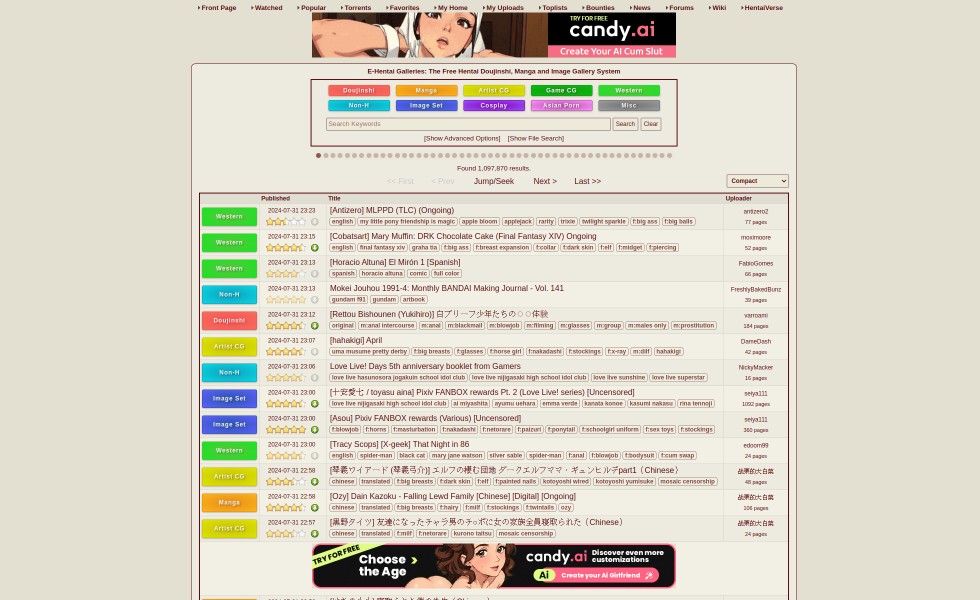 Front Page Watched Popular Torrents Favorites My Home My Uploads Toplists Bounties News Forums Wiki HentaiVerse
TRY FOR FREE
candy.ai
Create Your AI Cum Slut
E-Hentai Galleries: The Free Hentai Doujinshi, Manga and Image Gallery System
Doujinshi Manga Artist CG Game CG Western
Non-H Image Set Cosplay Asian Porn Misc
Search Keywords Search Clear
[Show Advanced Options] [Show File Search]
Found 1,097,870 results.
<< First < Prev Jump/Seek Next > Last >> Compact
Published Title Uploader
Western 2024-07-31 23:23 [Antizero] MLPPD (TLC) (Ongoing) antizero2
english my little pony friendship is magic apple bloom applejack rarity trixie twilight sparkle f:big ass f:big balls 77 pages
Western 2024-07-31 23:15 [Cobatsart] Mary Muffin: DRK Chocolate Cake (Final Fantasy XIV) Ongoing moximoore
english final fantasy xiv graha tia f:big ass f:breast expansion f:collar f:dark skin f:elf f:midget f:piercing 52 pages
Western 2024-07-31 23:13 [Horacio Altuna] El Mirón 1 [Spanish] FabioGomes
spanish horacio altuna comic full color 66 pages
Non-H 2024-07-31 23:13 Mokei Jouhou 1991-4: Monthly BANDAI Making Journal - Vol. 141 FreshlyBakedBunz
gundam f91 gundam artbook 39 pages
Doujinshi 2024-07-31 23:12 [Rettou Bishounen (Yukihiro)] 白ブリーフ少年たちの○○体験 varroami
original m:anal intercourse m:anal m:blackmail m:blowjob m:filming m:glasses m:group m:males only m:prostitution 184 pages
Artist CG 2024-07-31 23:07 [hahakigi] April DameDash
uma musume pretty derby f:big breasts f:glasses f:horse girl f:nakadashi f:stockings f:x-ray m:dilf hahakigi 42 pages
Non-H 2024-07-31 23:06 Love Live! Days 5th anniversary booklet from Gamers NickyMacker
love live hasunosora jogakuin school idol club love live nijigasaki high school idol club love live sunshine love live superstar 16 pages
Image Set 2024-07-31 23:00 [十安愛七 / toyasu aina] Pixiv FANBOX rewards Pt. 2 (Love Live! series) [Uncensored] seiya111
love live nijigasaki high school idol club ai miyashita ayumu uehara emma verde kanata konoe kasumi nakasu rina tennoji 1092 pages
Image Set 2024-07-31 23:00 [Asou] Pixiv FANBOX rewards (Various) [Uncensored] seiya111
f:blowjob f:horns f:masturbation f:nakadashi f:netorare f:paizuri f:ponytail f:schoolgirl uniform f:sex toys f:stockings 360 pages
Western 2024-07-31 23:00 [Tracy Scops] [X-geek] That Night in 86 edoom99
english spider-man black cat mary jane watson silver sable spider-man f:anal f:blowjob f:bodysuit f:cum swap 24 pages
Artist CG 2024-07-31 22:58 [琴義ワイアード (琴義弓介)] エルフの棲む団地 ダークエルフママ・ギュンヒルデpart1（Chinese）
chinese translated f:big breasts f:dark skin f:elf f:painted nails kotoyoshi wired kotoyoshi yumisuke mosaic censorship 48 pages
Manga 2024-07-31 22:58 [Ozy] Dain Kazoku - Falling Lewd Family [Chinese] [Digital] [Ongoing]
chinese translated f:big breasts f:hairy f:milf f:stockings f:twintails ozy 106 pages
Artist CG 2024-07-31 22:57 [黒野タイツ] 友達になったチャラ男のチ○ポに女の家族全員寝取られた（Chinese）
chinese translated f:milf f:netorare kurono taitsu mosaic censorship 24 pages
TRY FOR FREE
Choose the Age
candy.ai
Discover even more customizations
Ai Create your Ai Girlfriend